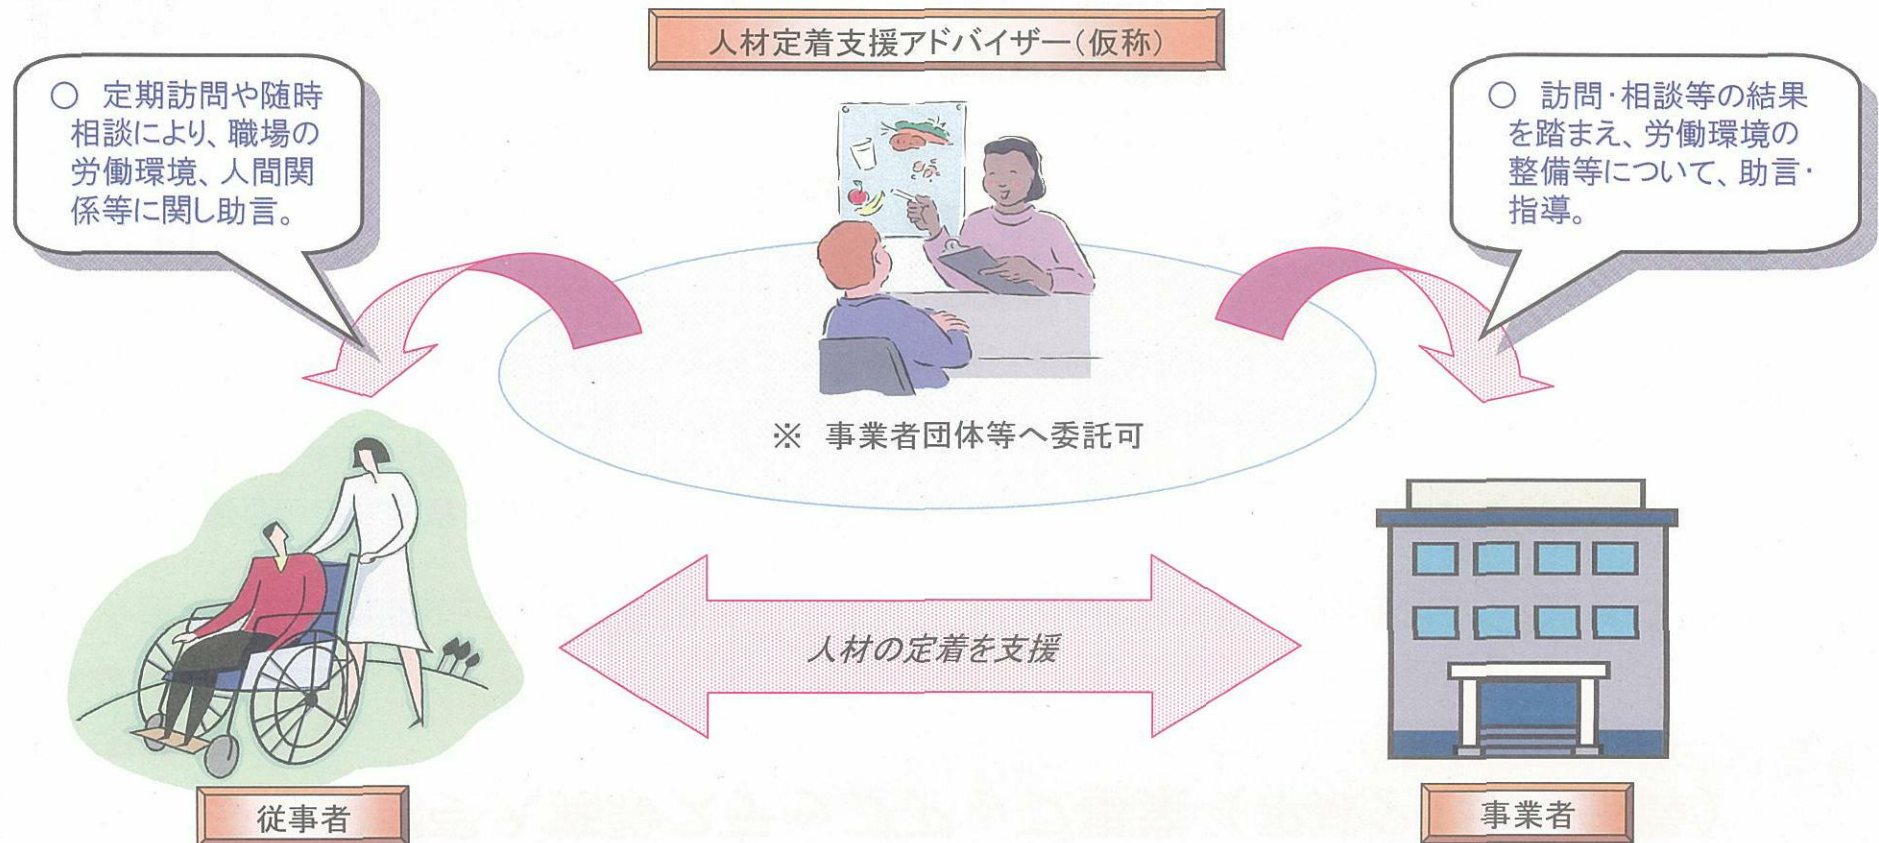 人材定着支援アドバイザー(仮称)
○ 定期訪問や随時
相談により、職場の
労働環境、人間関
係等に関し助言。
○ 訪問・相談等の結果
を踏まえ、労働環境の
整備等について、助言・
指導。
※ 事業者団体等へ委託可
人材の定着を支援
従事者
事業者